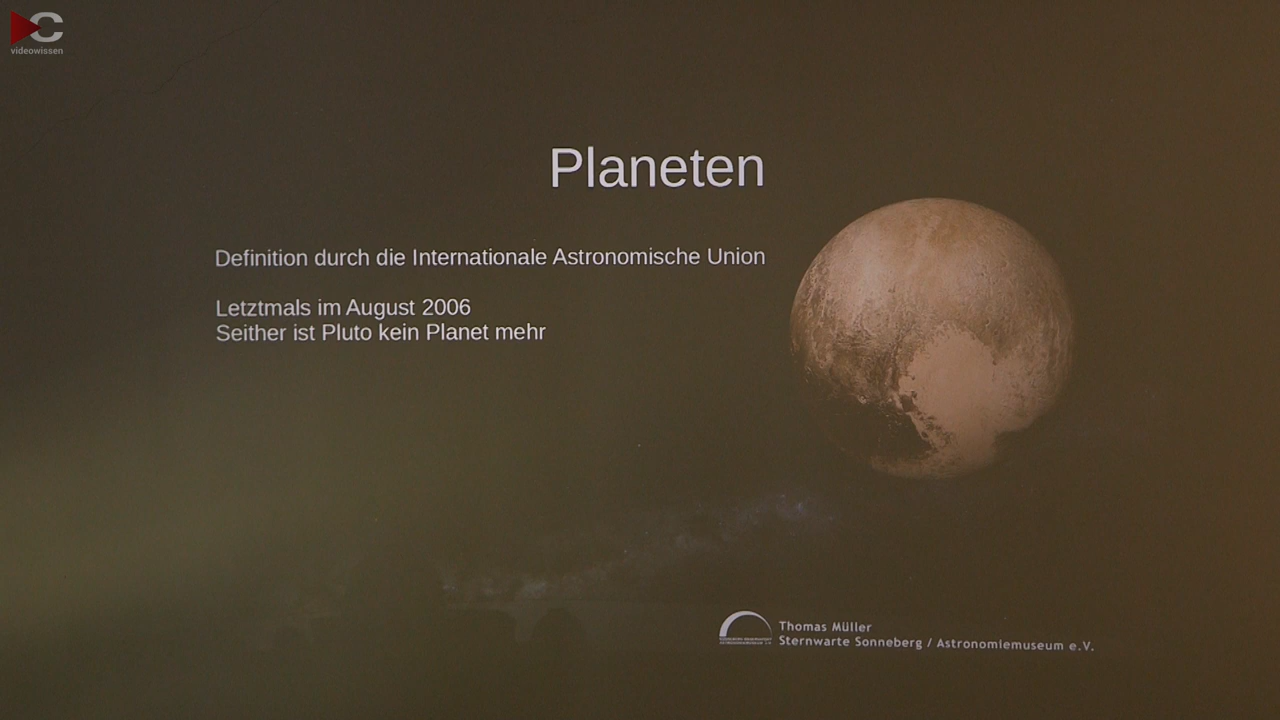 videowissen
Planeten
Definition durch die Internationale Astronomische Union
Letztmals im August 2006
Seither ist Pluto kein Planet mehr
Thomas Müller
Sternwarte Sonneberg / Astronomiemuseum e.V.